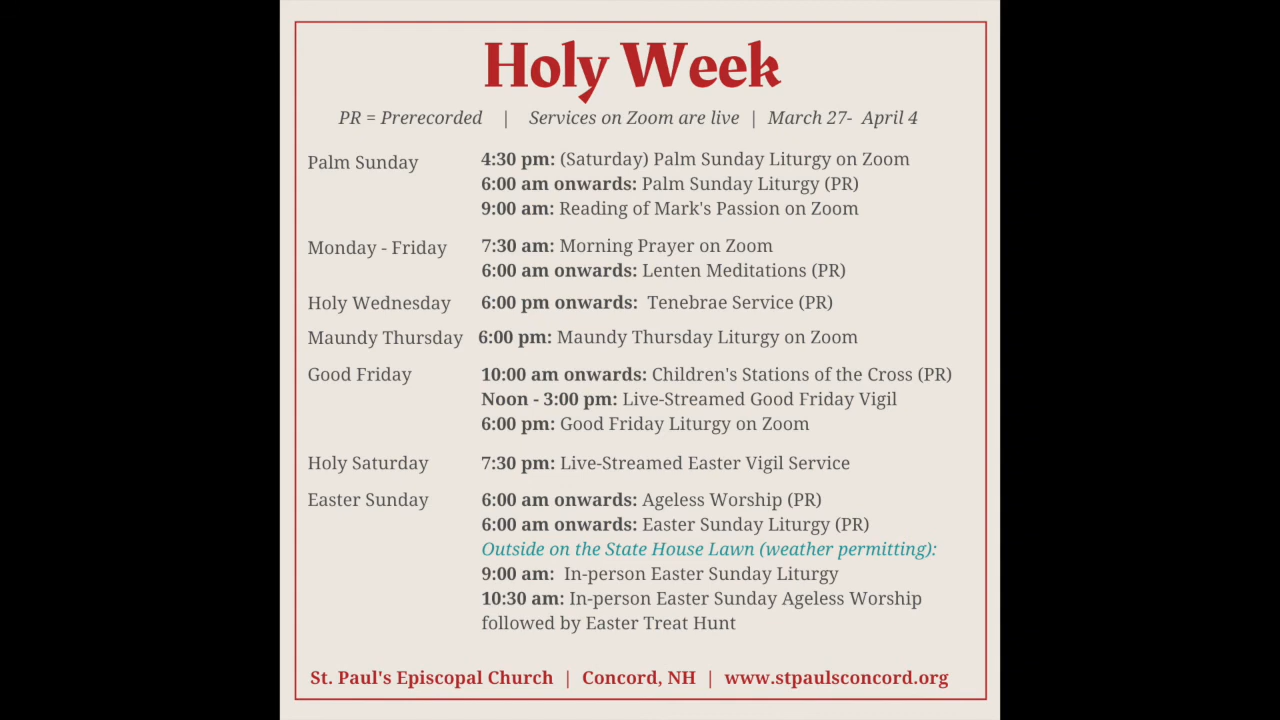 Holy Week
PR = Prerecorded | Services on Zoom are live | March 27- April 4
Palm Sunday 4:30 pm: (Saturday) Palm Sunday Liturgy on Zoom
6:00 am onwards: Palm Sunday Liturgy (PR)
9:00 am: Reading of Mark's Passion on Zoom
Monday - Friday 7:30 am: Morning Prayer on Zoom
6:00 am onwards: Lenten Meditations (PR)
Holy Wednesday 6:00 pm onwards: Tenebrae Service (PR)
Maundy Thursday 6:00 pm: Maundy Thursday Liturgy on Zoom
Good Friday 10:00 am onwards: Children's Stations of the Cross (PR)
Noon - 3:00 pm: Live-Streamed Good Friday Vigil
6:00 pm: Good Friday Liturgy on Zoom
Holy Saturday 7:30 pm: Live-Streamed Easter Vigil Service
Easter Sunday 6:00 am onwards: Ageless Worship (PR)
6:00 am onwards: Easter Sunday Liturgy (PR)
Outside on the State House Lawn (weather permitting):
9:00 am: In-person Easter Sunday Liturgy
10:30 am: In-person Easter Sunday Ageless Worship
followed by Easter Treat Hunt
St. Paul's Episcopal Church | Concord, NH | www.stpaulsconcord.org